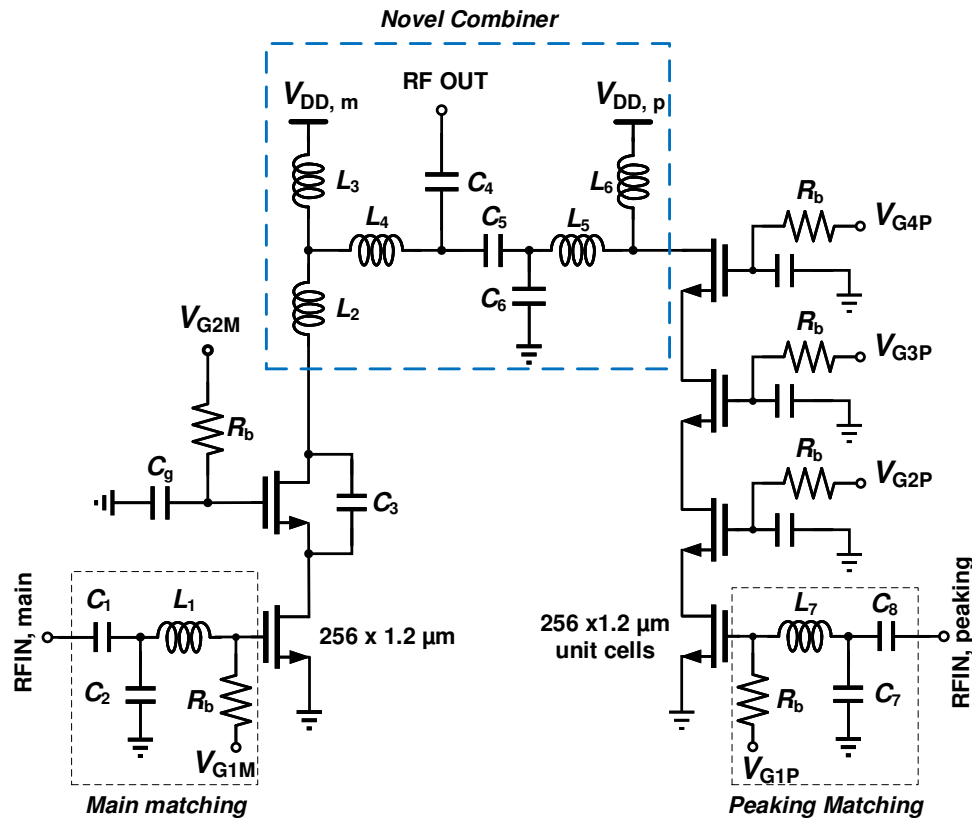 Novel Combiner
RF OUT
VDD, m
VDD, p
L3
C4
L6
L4
C5
L5
Rb
VG4P
C6
L2
VG2M
Rb
VG3P
Rb
Cg
C3
Rb
VG2P
RFIN, main
C1
L1
C2
Rb
VG1M
256 x 1.2 µm
256 x1.2 µm
unit cells
L7
C8
Rb
C7
VG1P
RFIN, peaking
Main matching
Peaking Matching